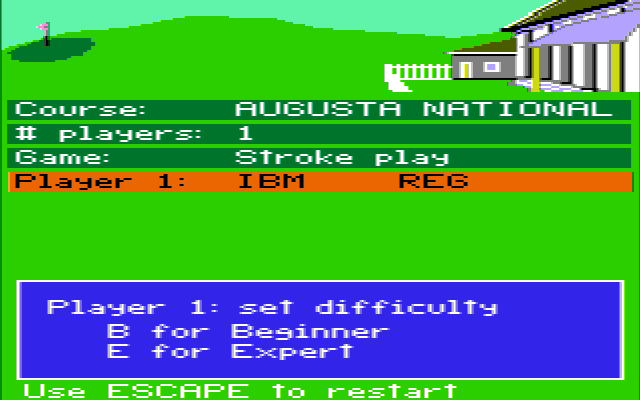 Course: AUGUSTA NATIONAL
# players: 1
Game: Stroke play
Player 1: IBM REG
Player 1: set difficulty
B for Beginner
E for Expert
Use ESCAPE to restart